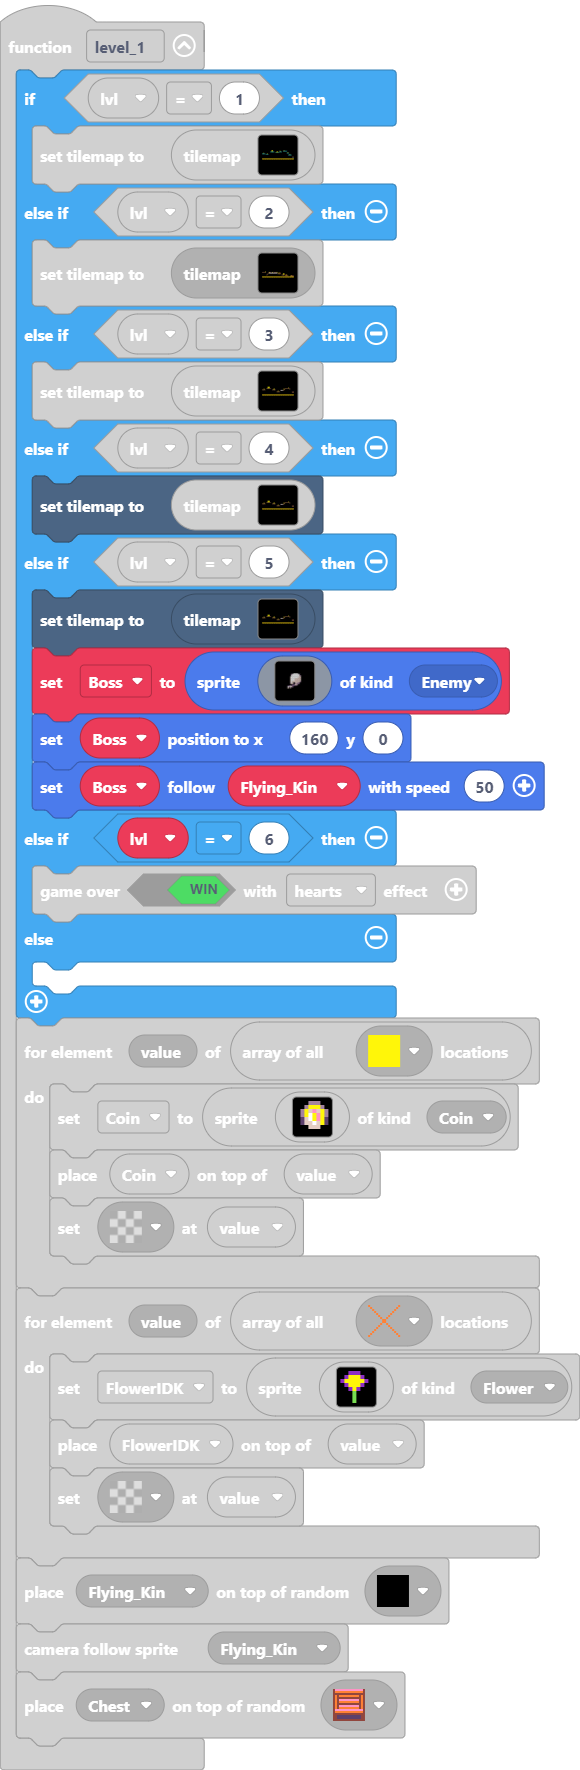 function level_1
if lvl = 1 then
set tilemap to tilemap
else if lvl = 2 then
set tilemap to tilemap
else if lvl = 3 then
set tilemap to tilemap
else if lvl = 4 then
set tilemap to tilemap
else if lvl = 5 then
set tilemap to tilemap
set Boss to sprite of kind Enemy
set Boss position to x 160 y 0
set Boss follow Flying_Kin with speed 50
else if lvl = 6 then
game over WIN with hearts effect
else
for element value of array of all locations
do
set Coin to sprite of kind Coin
place Coin on top of value
set at value
for element value of array of all locations
do
set FlowerIDK to sprite of kind Flower
place FlowerIDK on top of value
set at value
place Flying_Kin on top of random
camera follow sprite Flying_Kin
place Chest on top of random